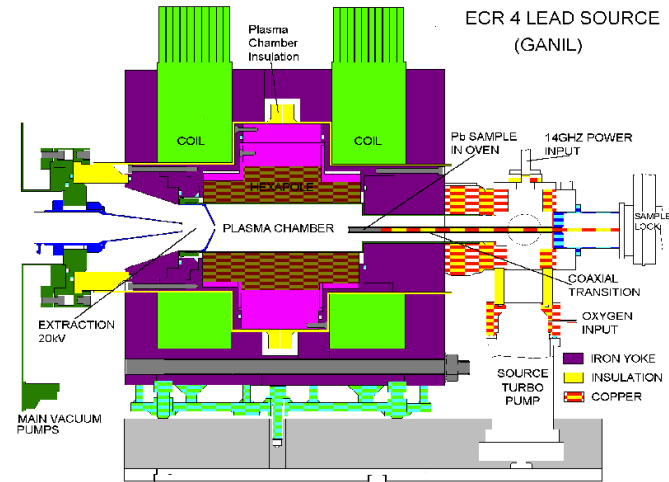 ECR 4 LEAD SOURCE
(GANIL)
Plasma
Chamber
Insulation
COIL
COIL
Pb SAMPLE
IN OVEN
14GHZ POWER
INPUT
HEXAPOLE
PLASMA CHAMBER
SAMPLE
LOCK
COAXIAL
TRANSITION
EXTRACTION
20kV
OXYGEN
INPUT
SOURCE
TURBO
PUMP
IRON YOKE
INSULATION
COPPER
MAIN VACUUM
PUMPS